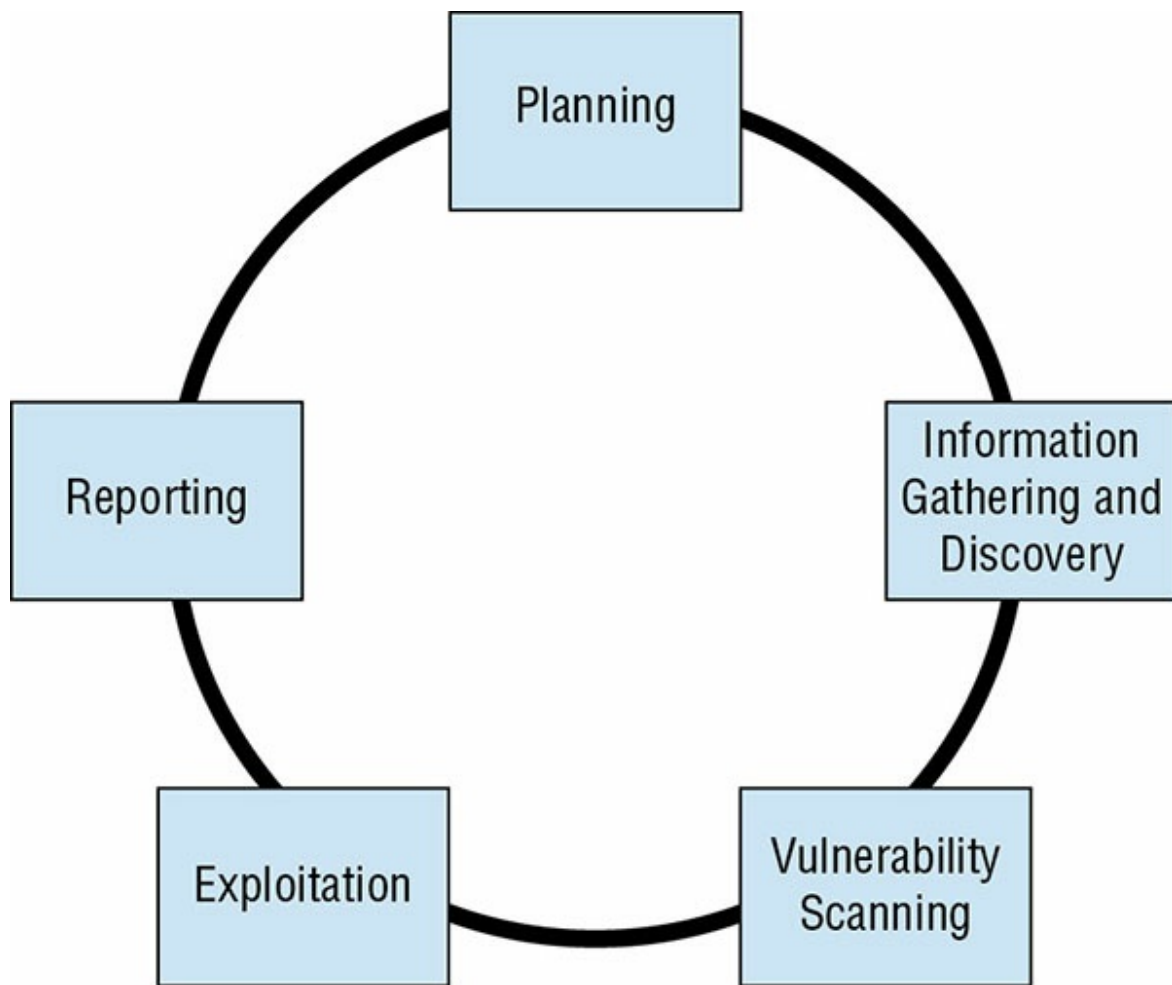 Planning
Information
Gathering and
Discovery
Vulnerability
Scanning
Exploitation
Reporting